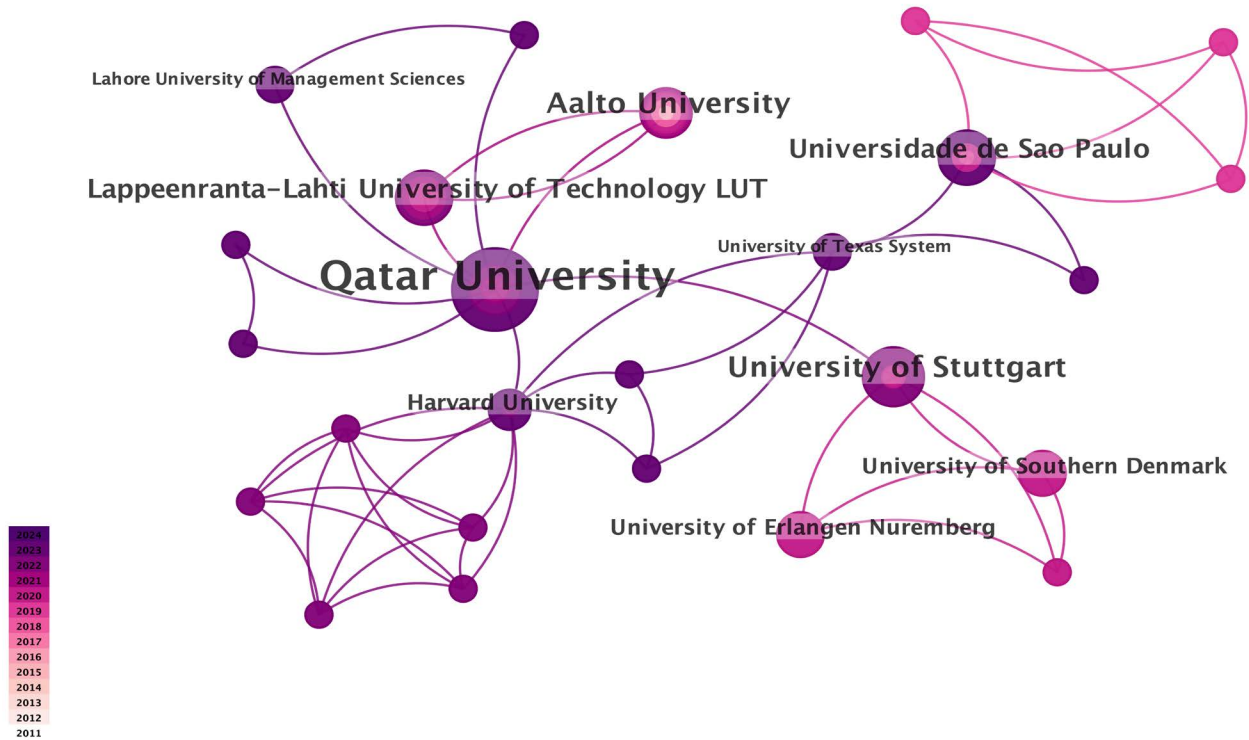 Lahore University of Management Sciences
Aalto University
Universidade de Sao Paulo
Lappeenranta-Lahti University of Technology LUT
University of Texas System
Qatar University
University of Stuttgart
Harvard University
University of Southern Denmark
University of Erlangen Nuremberg
2024
2023
2022
2021
2020
2019
2018
2017
2016
2015
2014
2013
2012
2011